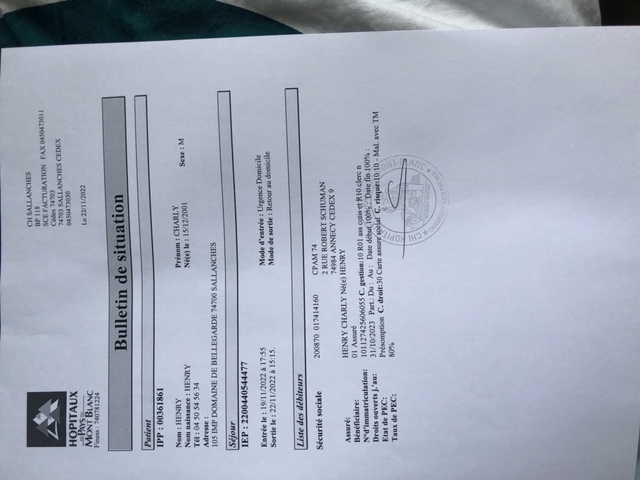 HOPITAUX
DU PAYS DU
MONT BLANC
Finess : 740781224
CH SALLANCHES
BP 118
SCE FACTURATION FAX 0450473011
Cédex 74703
74703 SALLANCHES CEDEX
0450473030
Le 22/11/2022
Bulletin de situation
Patient
IPP : 00361861
Nom : HENRY
Prénom : CHARLY
Nom naissance : HENRY
Né(e) le : 15/12/2001
Sexe : M
Tél : 04 50 54 56 34
Adresse :
105 IMP DOMAINE DE BELLEGARDE 74700 SALLANCHES
Séjour
IEP : 2200440544477
Entrée le : 19/11/2022 à 17:55
Mode d'entrée : Urgence Domicile
Sortie le : 22/11/2022 à 15:15.
Mode de sortie : Retour au domicile
Liste des débiteurs
Sécurité sociale
200870 017414160
CPAM 74
2 RUE ROBERT SCHUMAN
74984 ANNECY CEDEX 9
Assuré:
HENRY CHARLY Né(e) HENRY
Bénéficiaire:
01 Assuré
N°d'immatriculation:
101127425606055 C. gestion:10 R01 ass cotis et R10 clerc n
Droits ouverts j.'au:
31/10/2023 Part.: Du : Au : Date début 100% : Date fin 100% :
Etat de PEC:
Présomption C. droit:30 Carte assure social C. risque:10:10 - Mal. avec TM
Taux de PEC:
80%